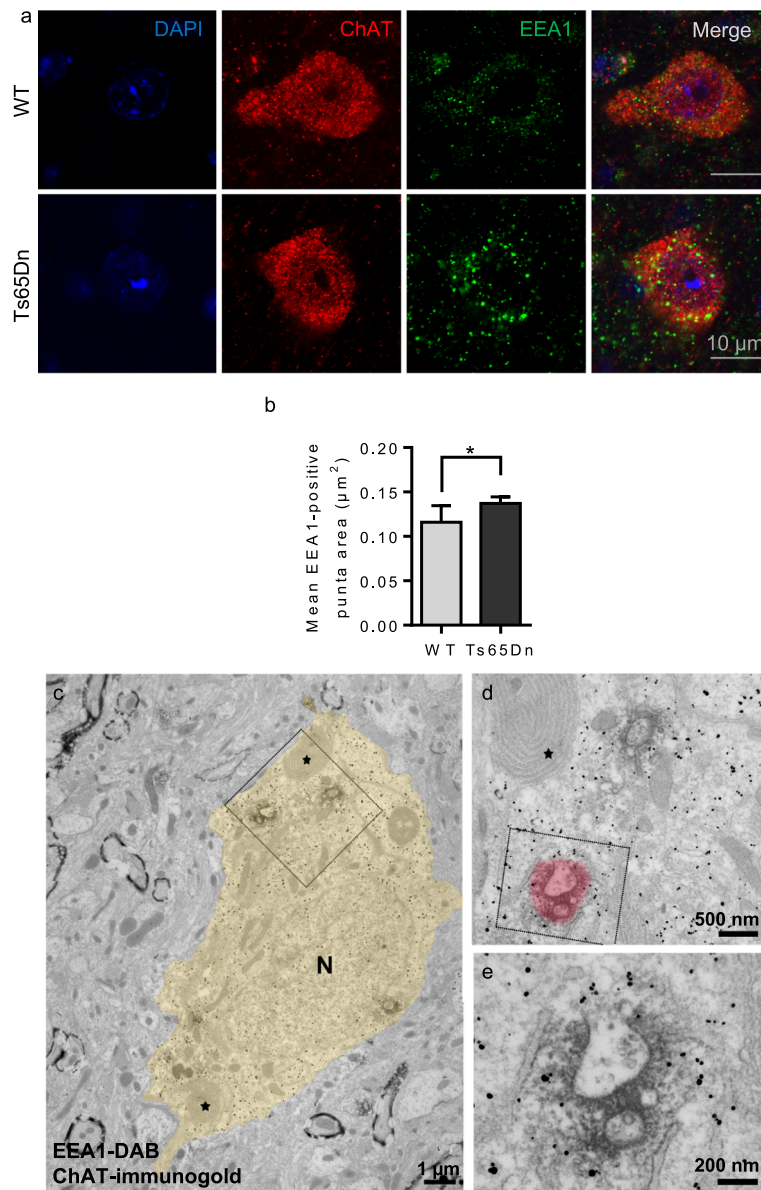 a
DAPI ChAT EEA1 Merge
WT
Ts65Dn
10 µm
b
Mean EEA1-positive
punta area (µm²)
0.20
0.15
0.10
0.05
0.00
*
WT Ts65Dn
c
N
EEA1-DAB
ChAT-immunogold
1 µm
d
500 nm
e
200 nm